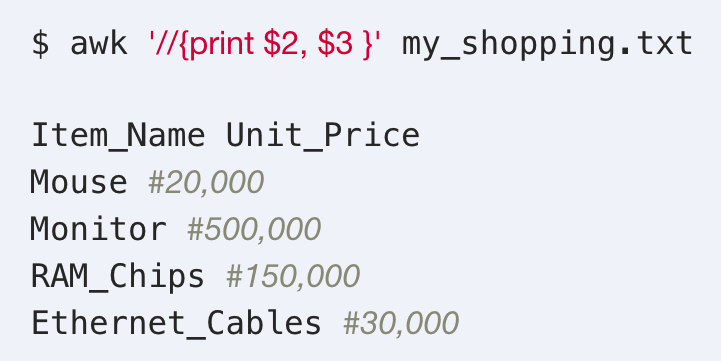 $ awk '//{print $2, $3 }' my_shopping.txt
Item_Name Unit_Price
Mouse #20,000
Monitor #500,000
RAM_Chips #150,000
Ethernet_Cables #30,000